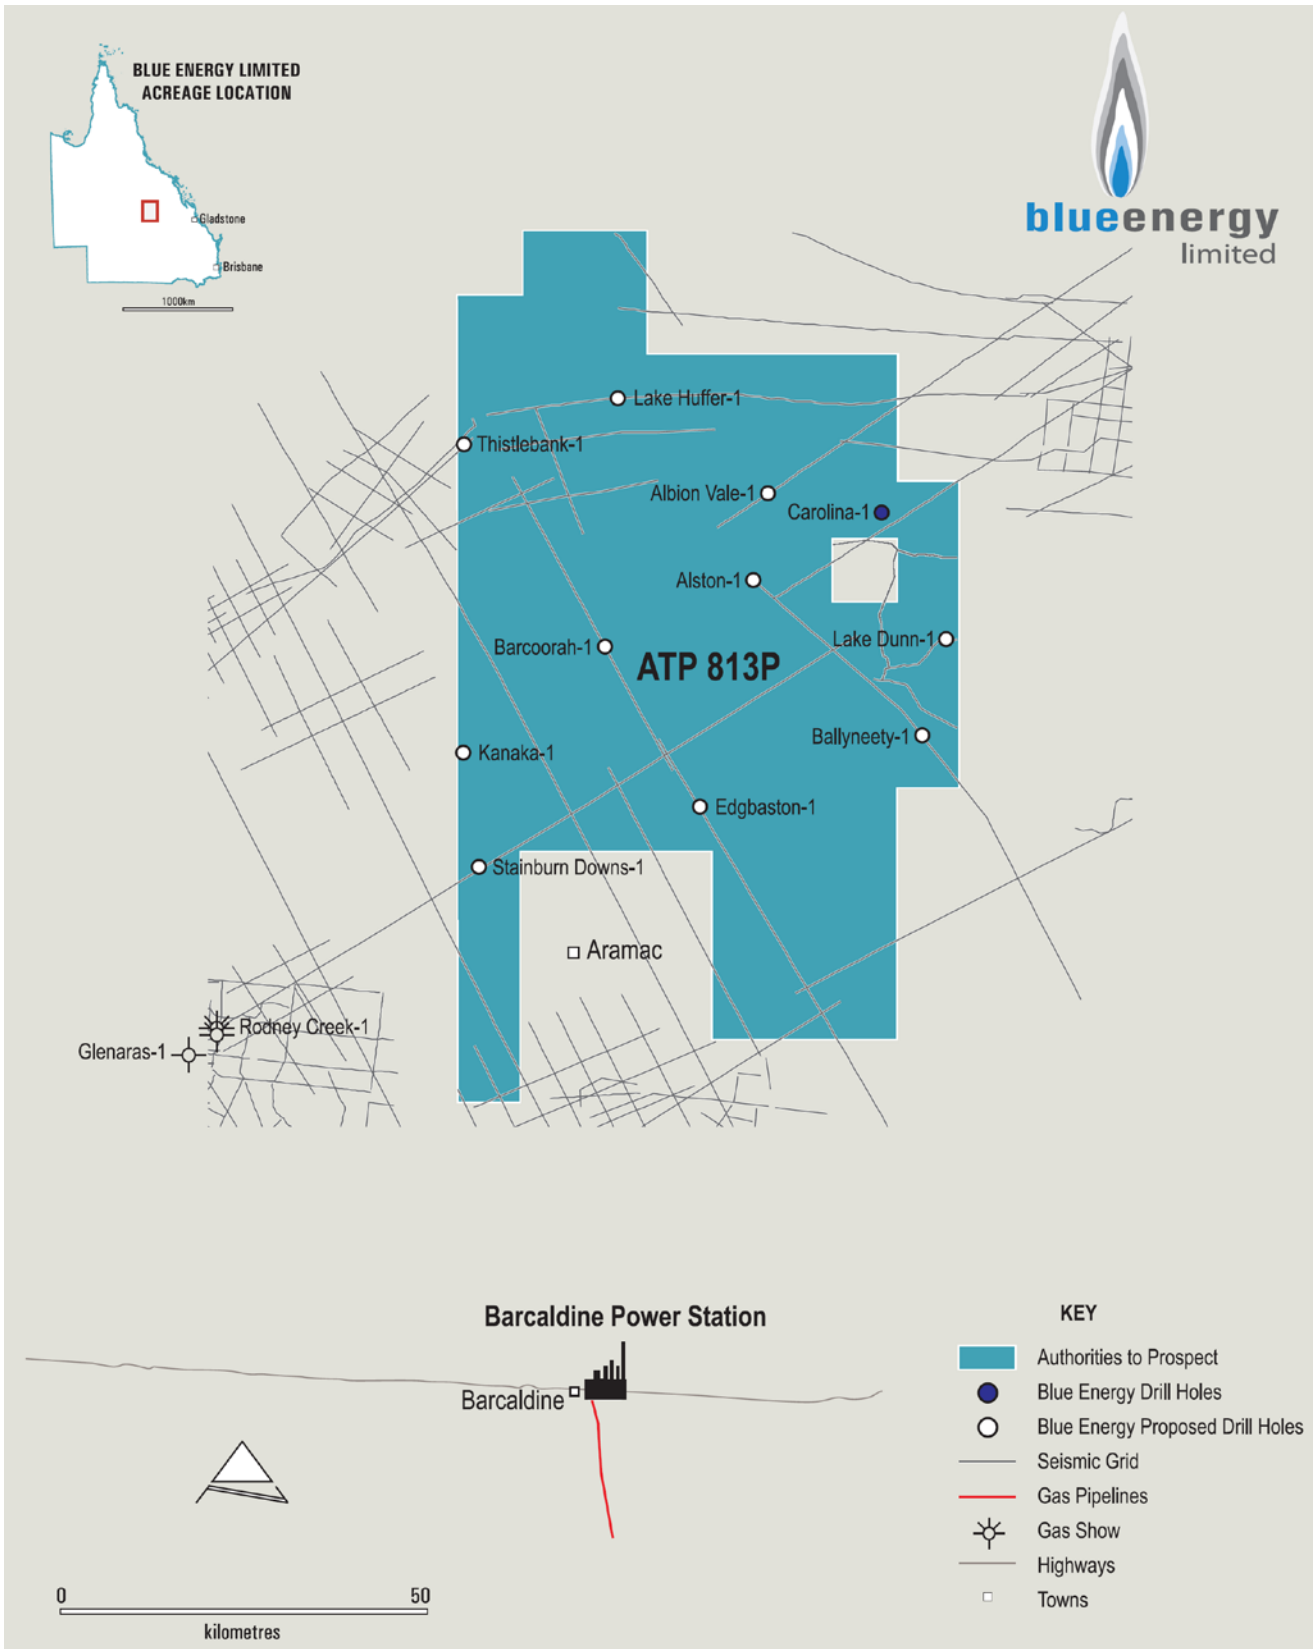 BLUE ENERGY LIMITED
ACREAGE LOCATION
Gladstone
Brisbane
1000km
blueenergy
limited
Lake Huffer-1
Thistlebank-1
Albion Vale-1
Carolina-1
Alston-1
Lake Dunn-1
Barcoorah-1
ATP 813P
Ballyneety-1
Kanaka-1
Edgbaston-1
Stainburn Downs-1
Aramac
Rodney Creek-1
Glenaras-1
Barcaldine Power Station
Barcaldine
KEY
Authorities to Prospect
Blue Energy Drill Holes
Blue Energy Proposed Drill Holes
Seismic Grid
Gas Pipelines
Gas Show
Highways
Towns
0 50
kilometres